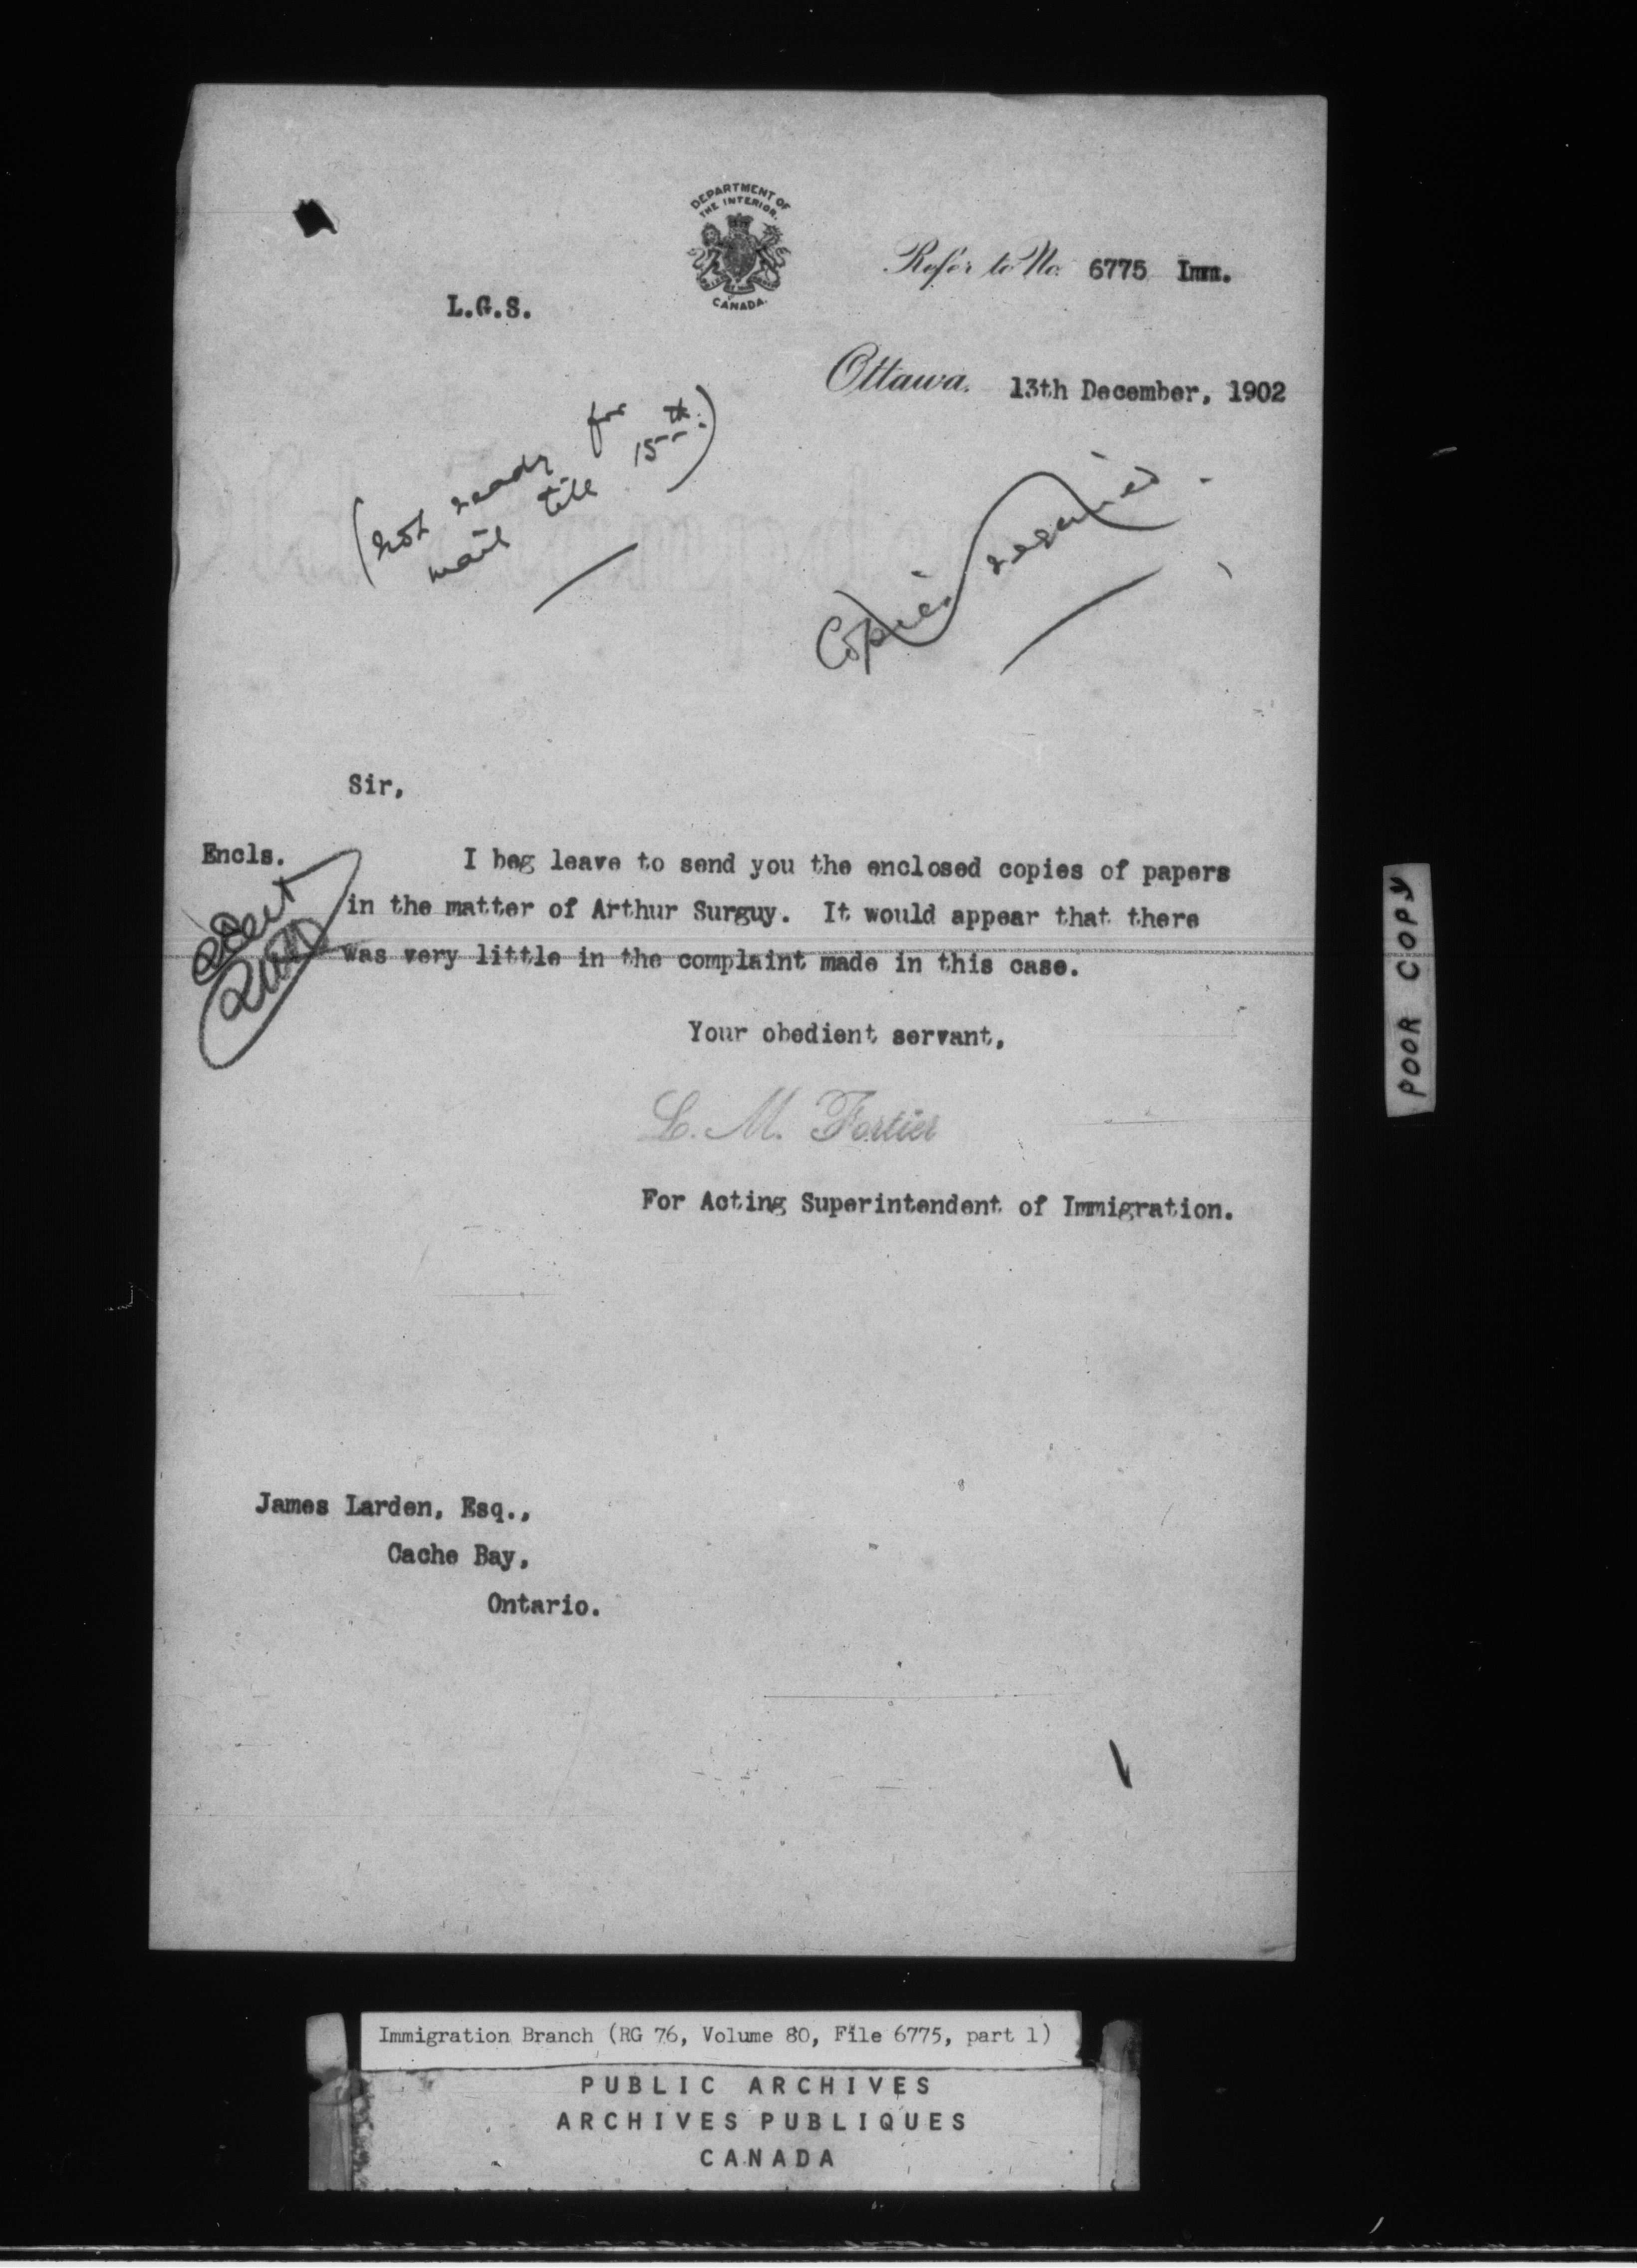 DEPARTMENT OF
THE INTERIOR.
CANADA.
Refer to No. 6775 Imm.
L.G.S.
Ottawa, 13th December, 1902
(not ready for
mail till 15th.)
Copies required.
Sir,
Encls.
I beg leave to send you the enclosed copies of papers
in the matter of Arthur Surguy. It would appear that there
was very little in the complaint made in this case.
Your obedient servant,
L. M. Fortier
For Acting Superintendent of Immigration.
James Larden, Esq.,
Cache Bay,
Ontario.
POOR COPY
Immigration Branch (RG 76, Volume 80, File 6775, part 1)
PUBLIC ARCHIVES
ARCHIVES PUBLIQUES
CANADA